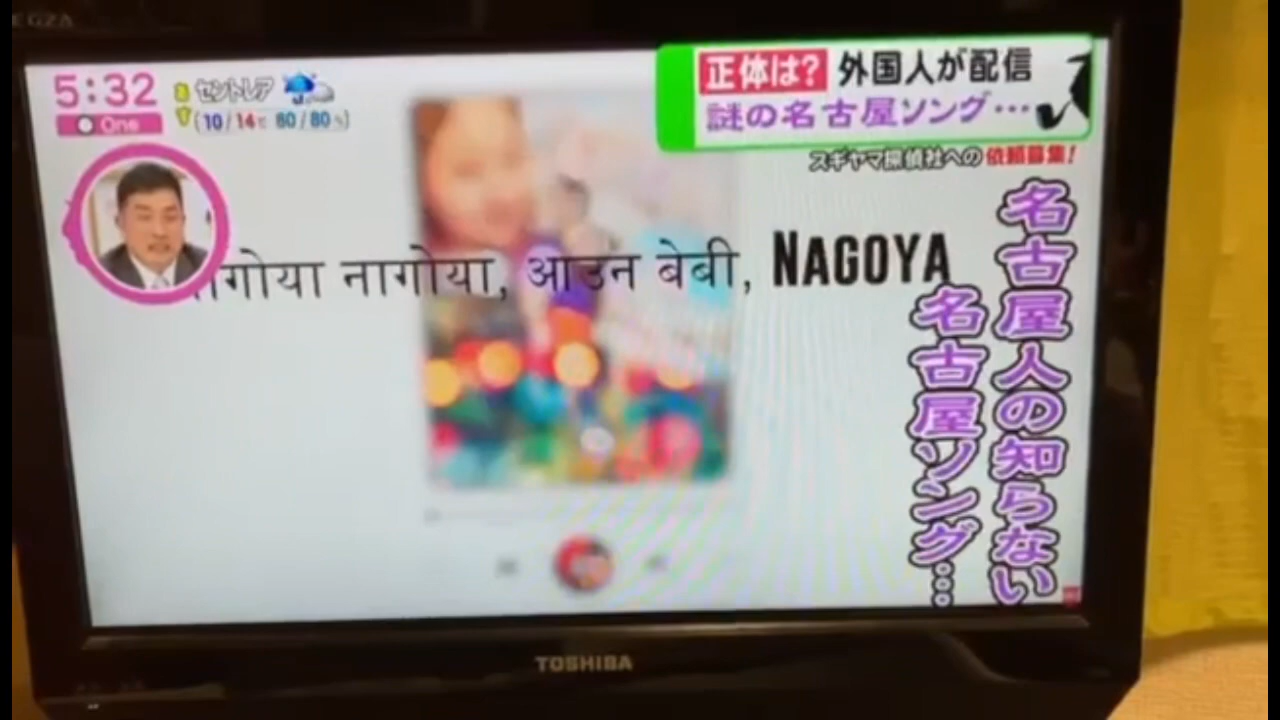 5:32
One
セントレア
10/14℃ 80/80%
正体は? 外国人が配信
謎の名古屋ソング…
スギヤマ探偵社への依頼募集!
名古屋人の知らない
名古屋ソング…
ागोया नागोया, आउन बेबी, NAGOYA
TOSHIBA